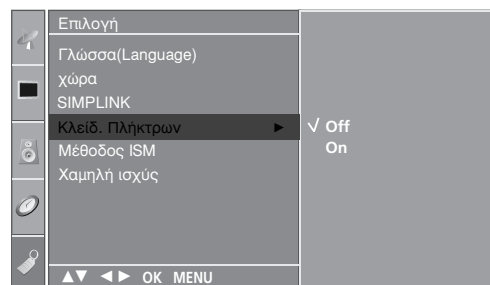 Επιλογή
Γλώσσα(Language)
χώρα
SIMPLINK
Κλείδ. Πλήκτρων ► √ Off
On
Μέθοδος ISM
Χαμηλή ισχύς
▲▼ ◄► OK MENU